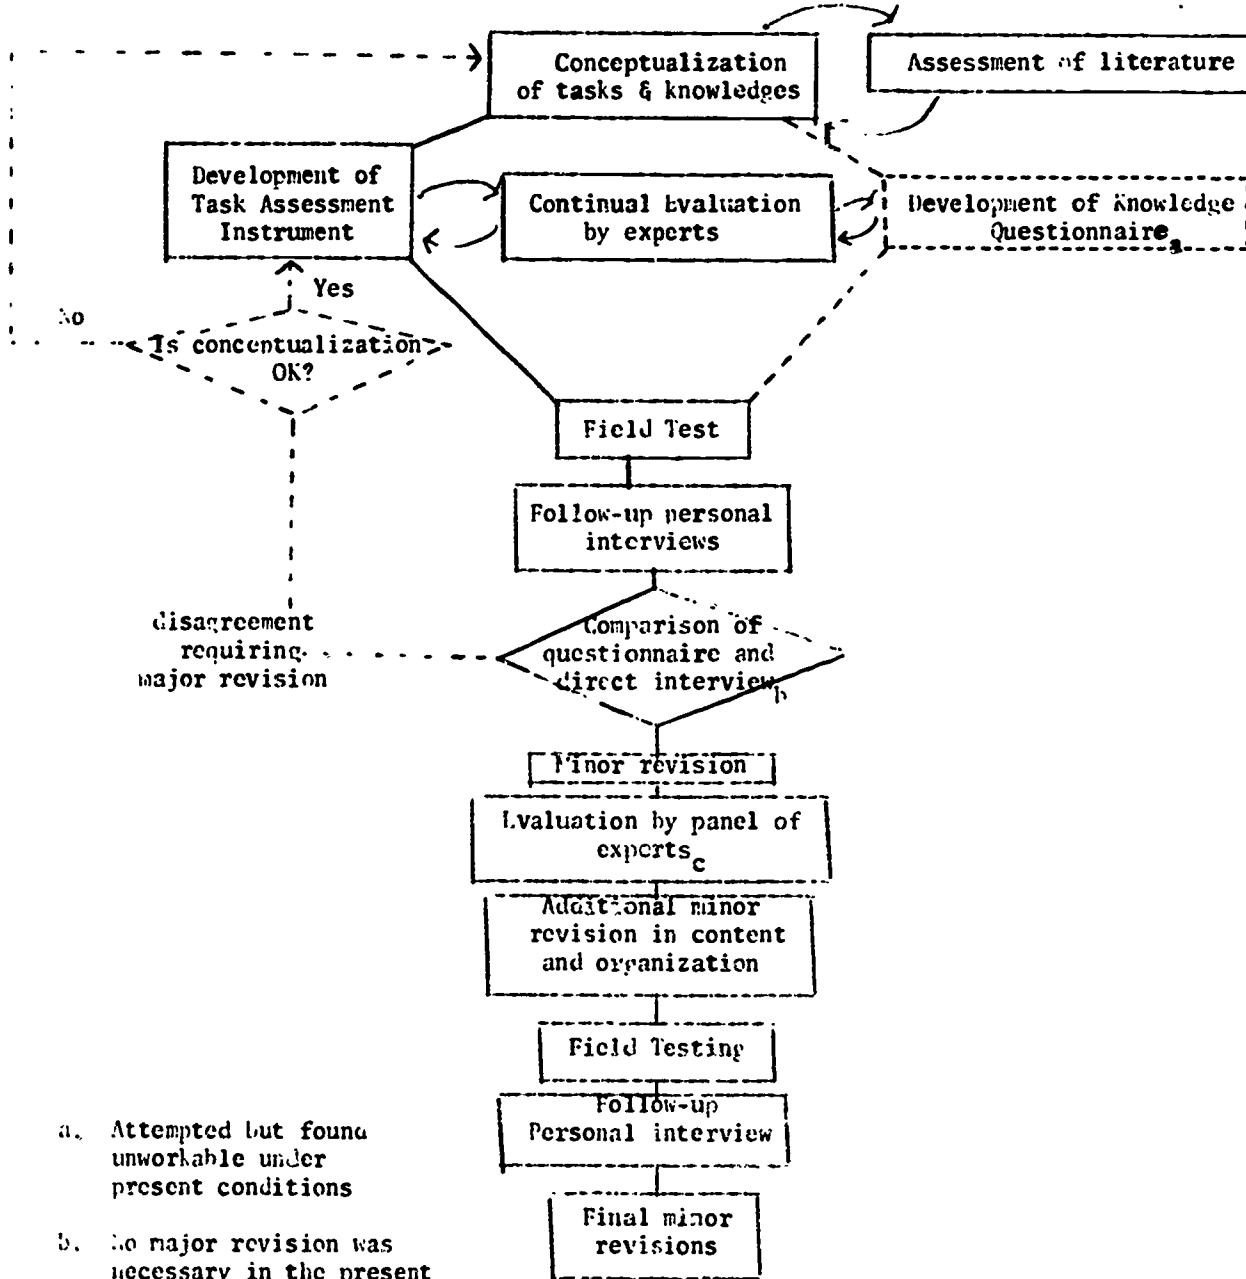 Conceptualization
of tasks & knowledges
Assessment of literature
Development of
Task Assessment
Instrument
Continual Evaluation
by experts
Development of Knowledge
Questionnaire a
Yes
No
Is conceptualization
OK?
Field Test
Follow-up personal
interviews
disagreement
requiring
major revision
Comparison of
questionnaire and
direct interview b
Minor revision
Evaluation by panel of
experts c
Additional minor
revision in content
and organization
Field Testing
Follow-up
Personal interview
Final minor
revisions
a. Attempted but found
unworkable under
present conditions
b. No major revision was
necessary in the present